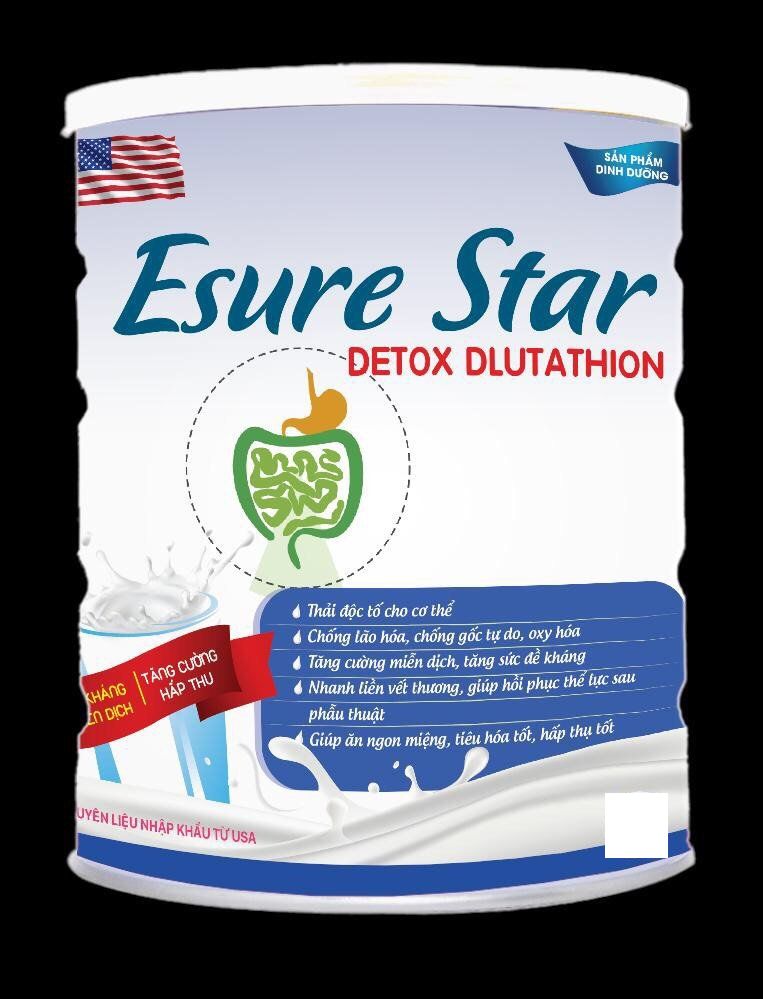 SẢN PHẨM
DINH DƯỠNG
Esure Star
DETOX DLUTATHION
Thải độc tố cho cơ thể
Chống lão hóa, chống gốc tự do, oxy hóa
Tăng cường miễn dịch, tăng sức đề kháng
Nhanh liền vết thương, giúp hồi phục thể lực sau
phẫu thuật
Giúp ăn ngon miệng, tiêu hóa tốt, hấp thụ tốt
KHÁNG
ỄN DỊCH
TĂNG CƯỜNG
HẤP THU
UYÊN LIỆU NHẬP KHẨU TỪ USA